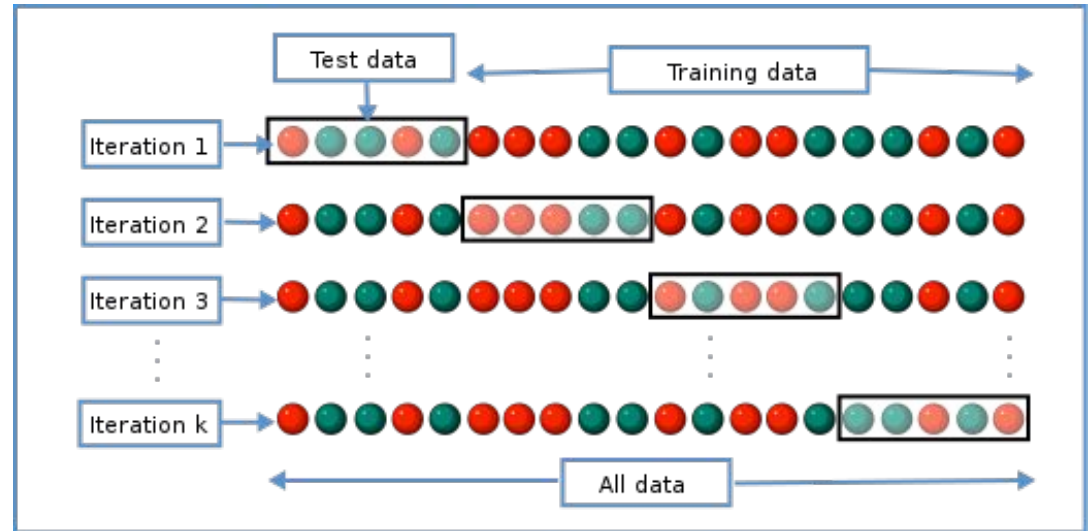 Test data
Training data
Iteration 1
Iteration 2
Iteration 3
Iteration k
All data